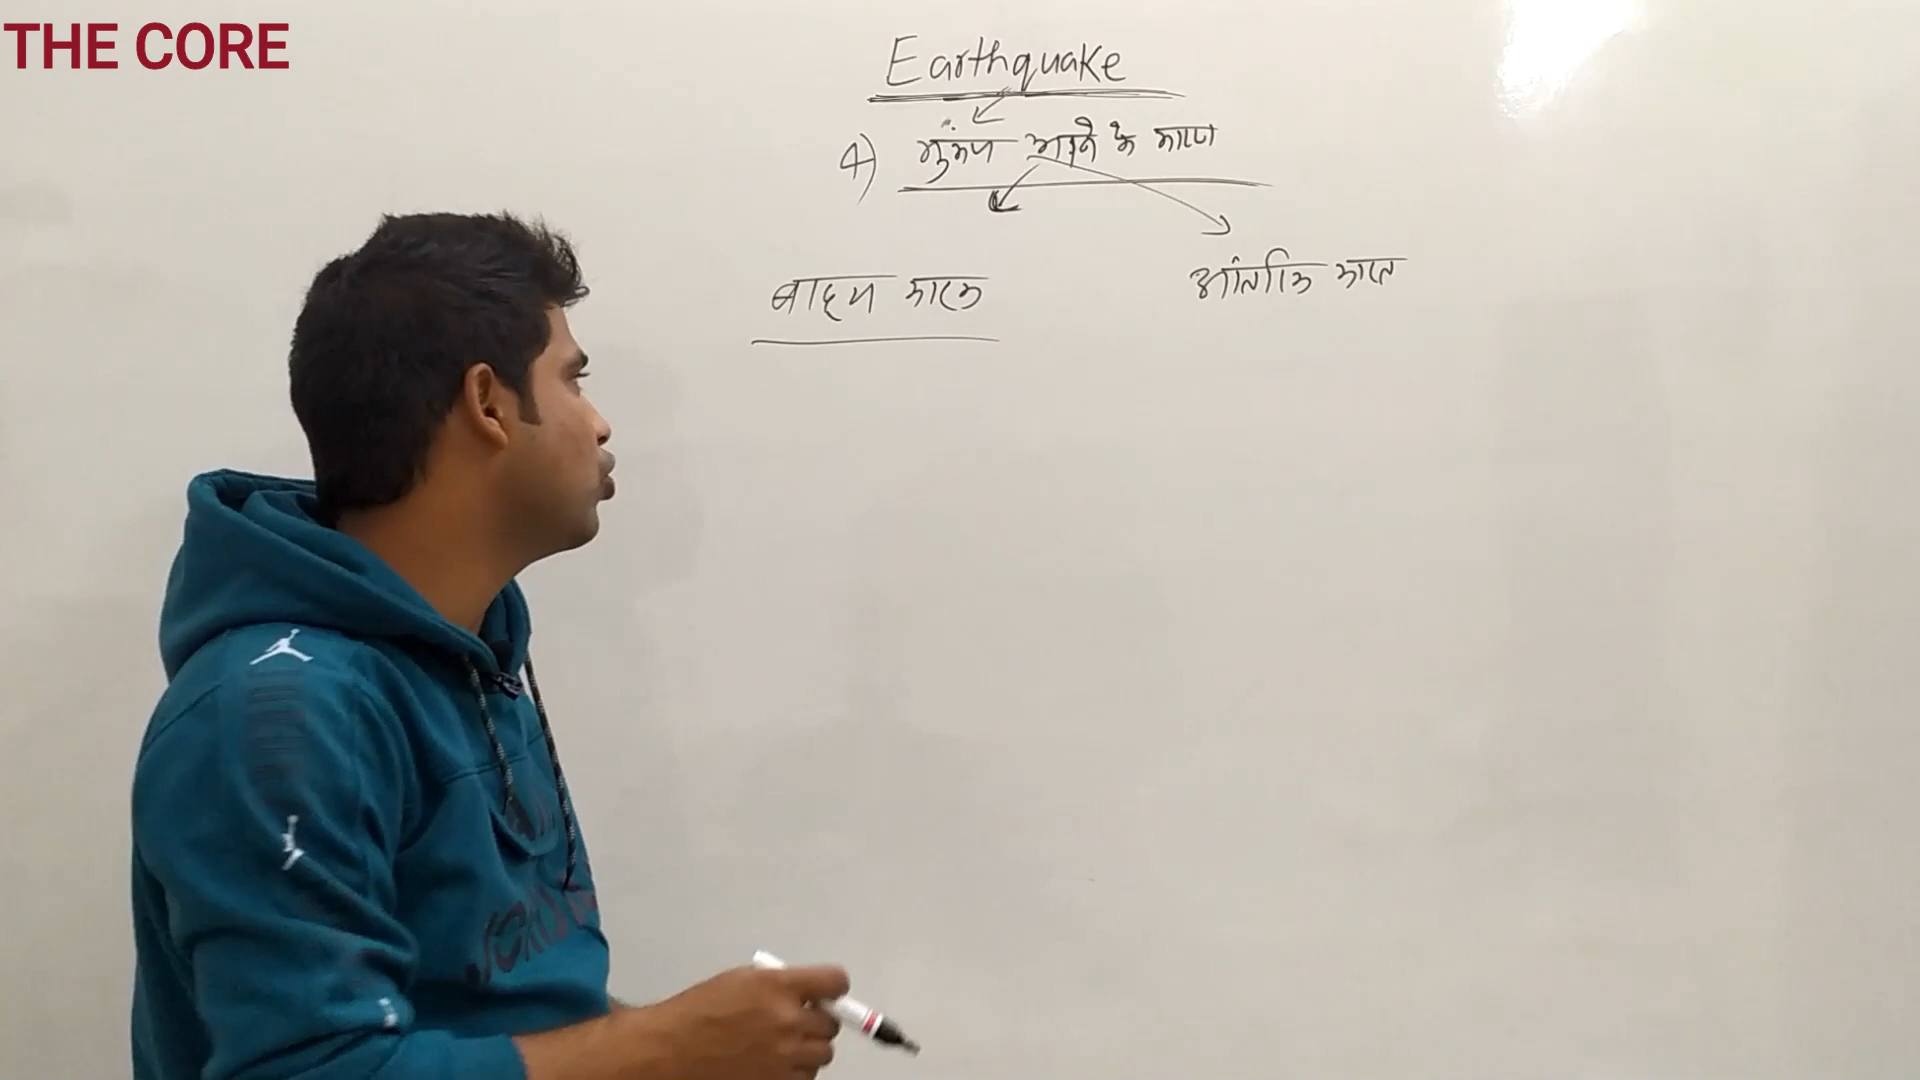 THE CORE
Earthquake
4) भुकंप आने के कारण
बाह्य कारक
आंतरिक कारक